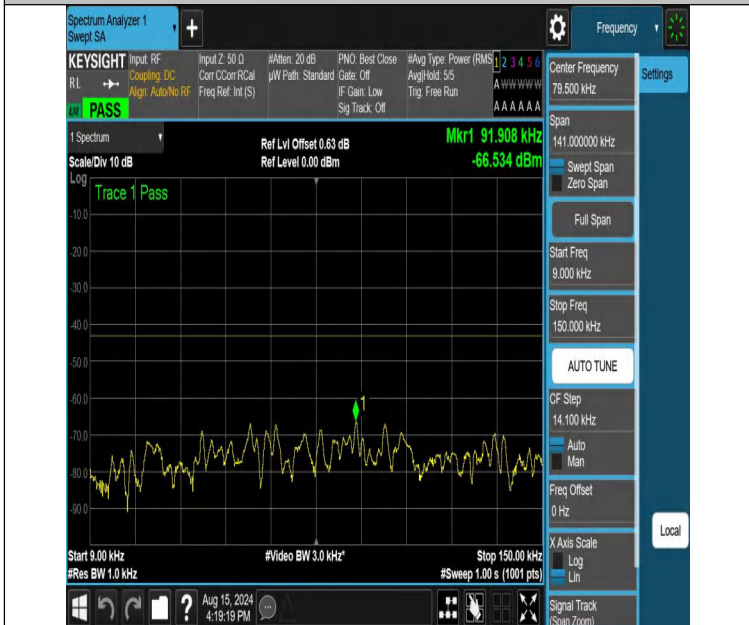 Spectrum Analyzer 1
Swept SA
Frequency
KEYSIGHT
RL
PASS
Input: RF
Coupling: DC
Align: Auto/No RF
Input Z: 50 Ω
Corr CCorr RCal
Freq Ref: Int (S)
#Atten: 20 dB
µW Path: Standard
PNO: Best Close
Gate: Off
IF Gain: Low
Sig Track: Off
#Avg Type: Power (RMS
Avg|Hold: 5/5
Trig: Free Run
1 2 3 4 5 6
A W W W W W
A A A A A A
1 Spectrum
Scale/Div 10 dB
Ref Lvl Offset 0.63 dB
Ref Level 0.00 dBm
Mkr1 91.908 kHz
-66.534 dBm
Log
Trace 1 Pass
-10.0
-20.0
-30.0
-40.0
-50.0
-60.0
-70.0
-80.0
-90.0
1
Start 9.00 kHz
#Res BW 1.0 kHz
#Video BW 3.0 kHz*
Stop 150.00 kHz
#Sweep 1.00 s (1001 pts)
Aug 15, 2024
4:19:19 PM
Center Frequency
79.500 kHz
Settings
Span
141.000000 kHz
Swept Span
Zero Span
Full Span
Start Freq
9.000 kHz
Stop Freq
150.000 kHz
AUTO TUNE
CF Step
14.100 kHz
Auto
Man
Freq Offset
0 Hz
X Axis Scale
Log
Lin
Local
Signal Track
(Span Zoom)